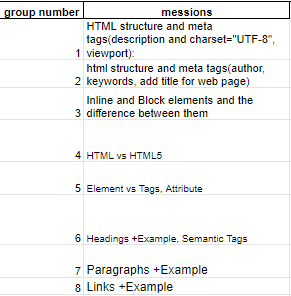 group number messions
HTML structure and meta
tags(description and charset="UTF-8",
1 viewport):
html structure and meta tags(author,
2 keywords, add title for web page)
Inline and Block elements and the
3 difference between them
4 HTML vs HTML5
5 Element vs Tags, Attribute
6 Headings +Example, Semantic Tags
7 Paragraphs +Example
8 Links +Example